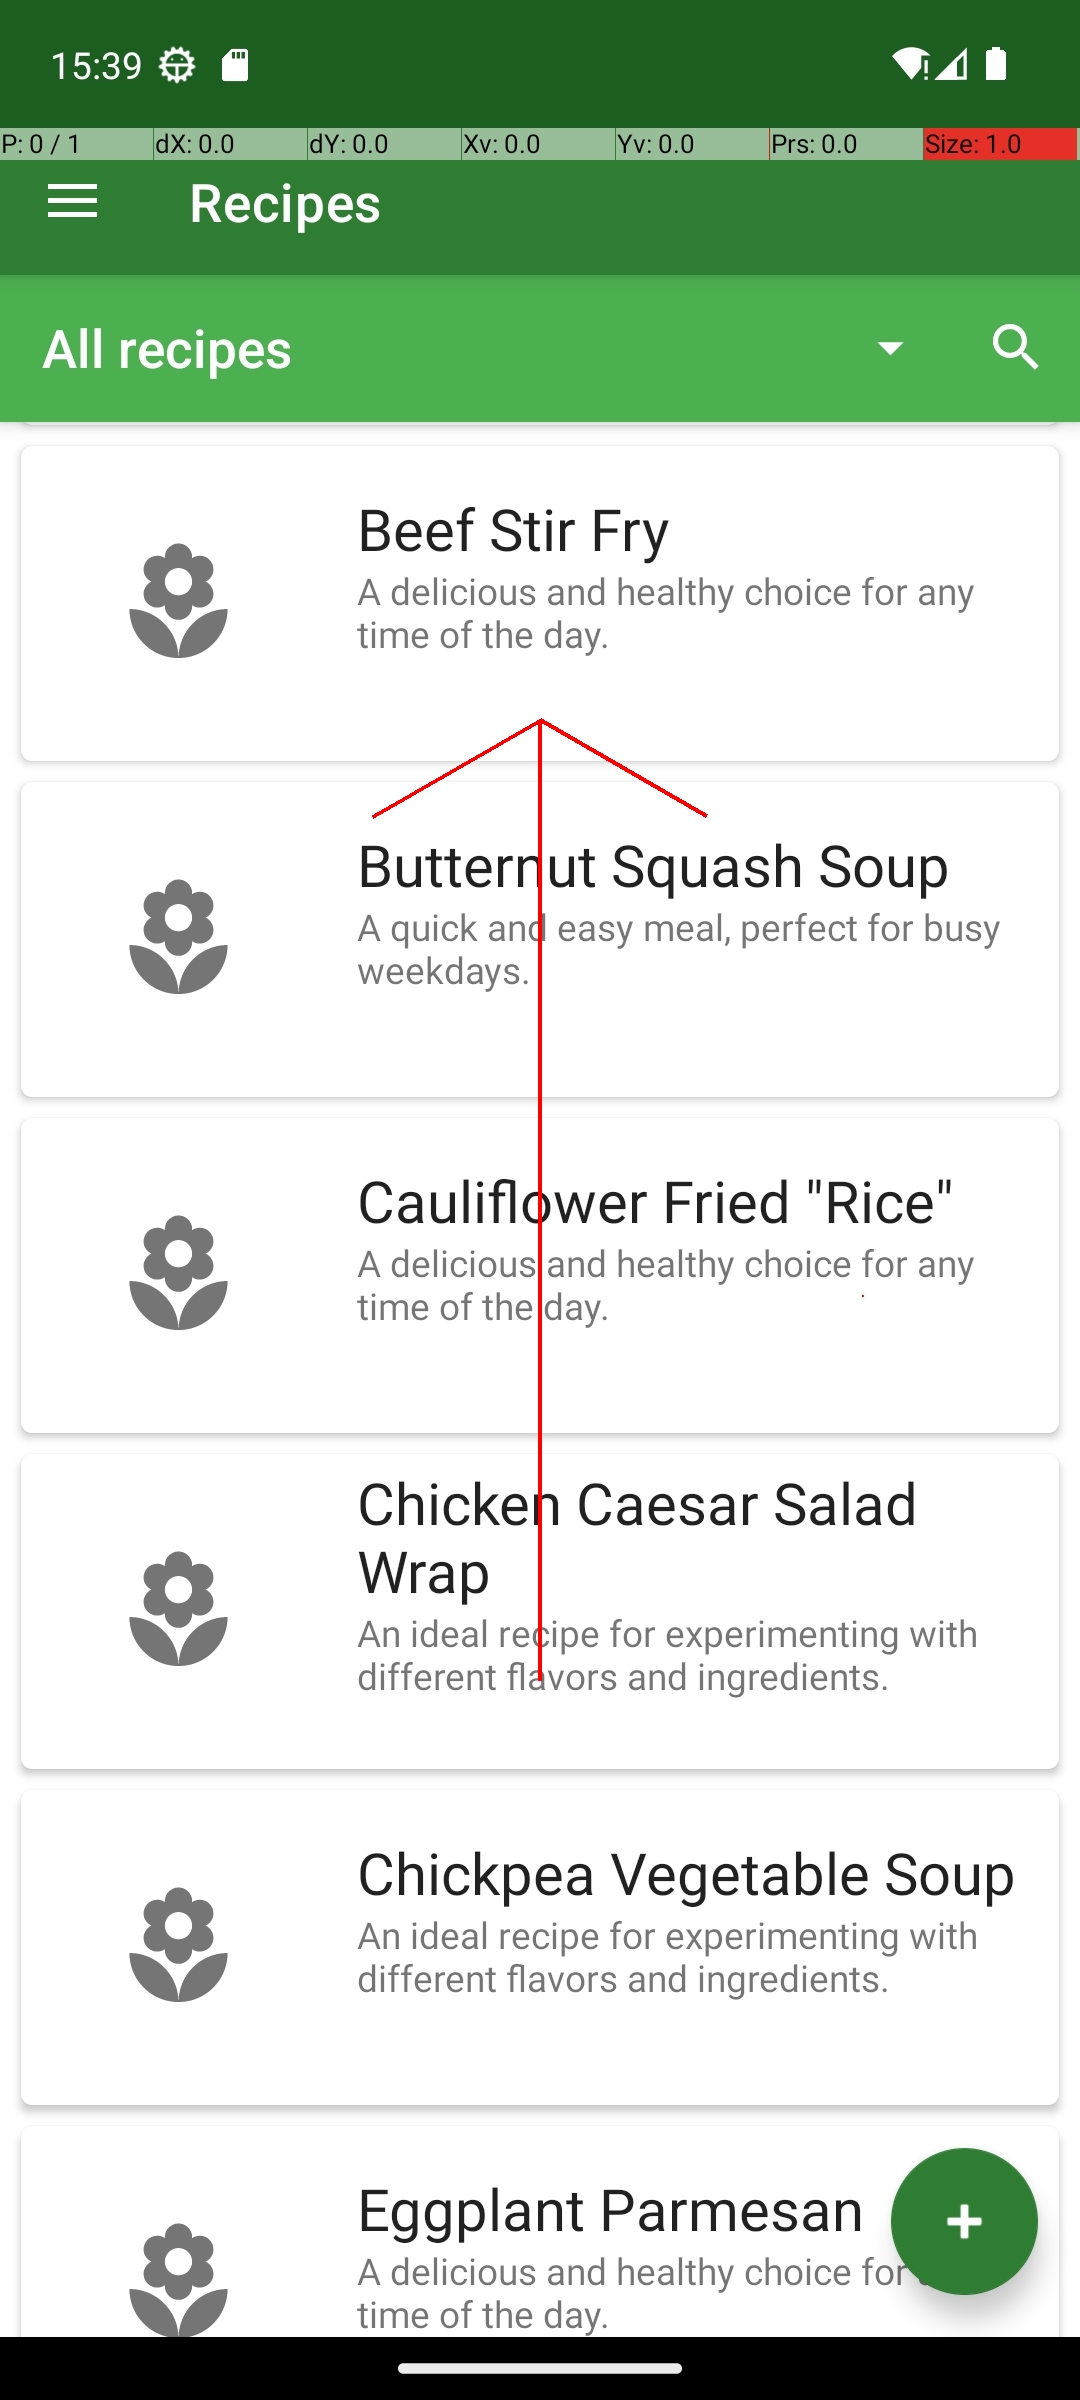 15:39
P: 0 / 1 dX: 0.0 dY: 0.0 Xv: 0.0 Yv: 0.0 Prs: 0.0 Size: 1.0
Recipes
All recipes
Beef Stir Fry
A delicious and healthy choice for any
time of the day.
Butternut Squash Soup
A quick and easy meal, perfect for busy
weekdays.
Cauliflower Fried "Rice"
A delicious and healthy choice for any
time of the day.
Chicken Caesar Salad
Wrap
An ideal recipe for experimenting with
different flavors and ingredients.
Chickpea Vegetable Soup
An ideal recipe for experimenting with
different flavors and ingredients.
Eggplant Parmesan
A delicious and healthy choice for
time of the day.